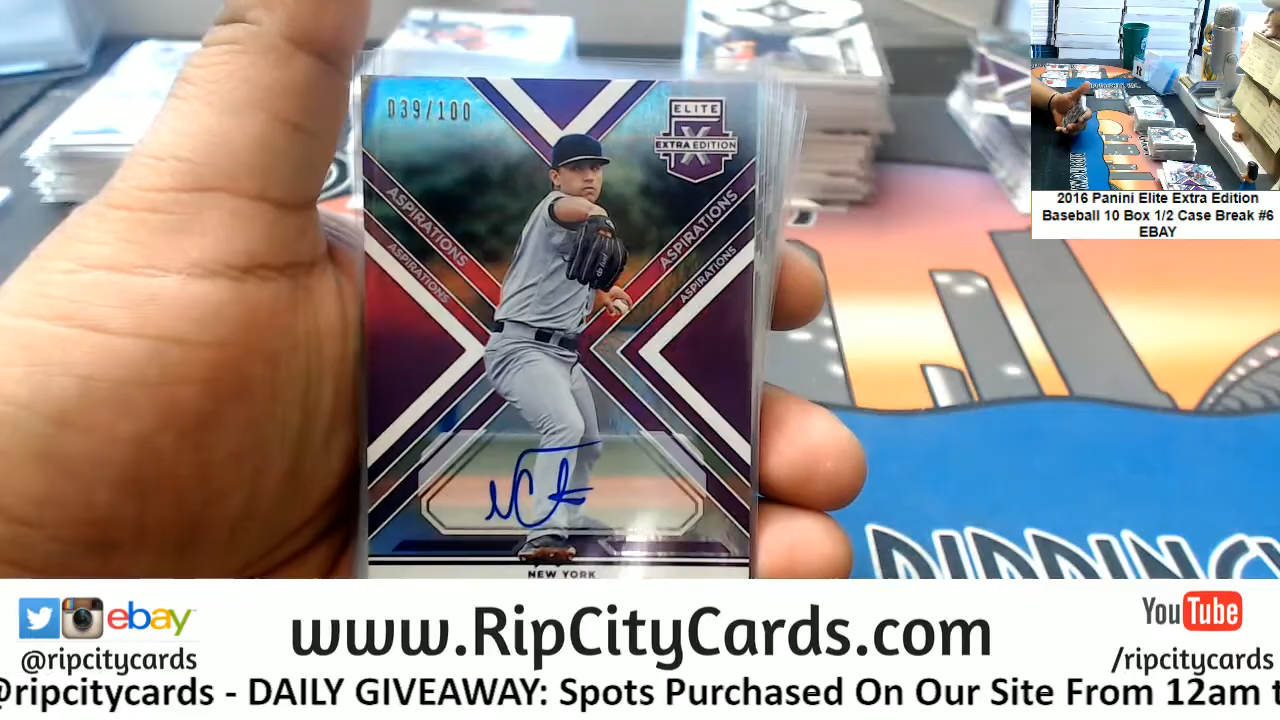 039/100
ELITE
EXTRA EDITION
ASPIRATIONS
ASPIRATIONS
ASPIRATIONS
ASPIRATIONS
NEW YORK
2016 Panini Elite Extra Edition
Baseball 10 Box 1/2 Case Break #6
EBAY
ebay
@ripcitycards
www.RipCityCards.com
YouTube
/ripcitycards
@ripcitycards - DAILY GIVEAWAY: Spots Purchased On Our Site From 12am